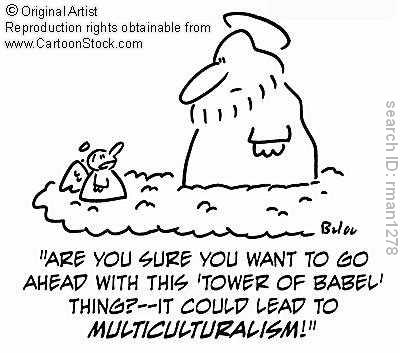 © Original Artist
Reproduction rights obtainable from
www.CartoonStock.com
search ID: rman1278
"ARE YOU SURE YOU WANT TO GO
AHEAD WITH THIS 'TOWER OF BABEL'
THING?--IT COULD LEAD TO
MULTICULTURALISM!"